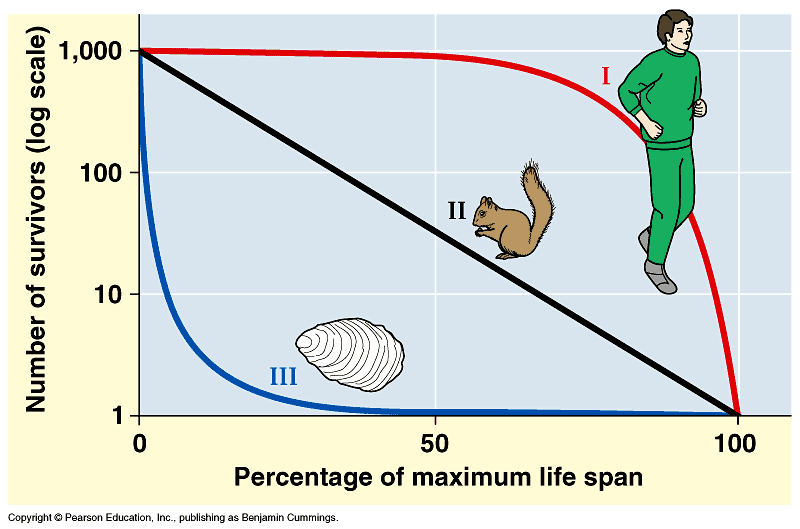 Number of survivors (log scale)
1,000
100
10
1
I
II
III
0
50
100
Percentage of maximum life span
Copyright © Pearson Education, Inc., publishing as Benjamin Cummings.